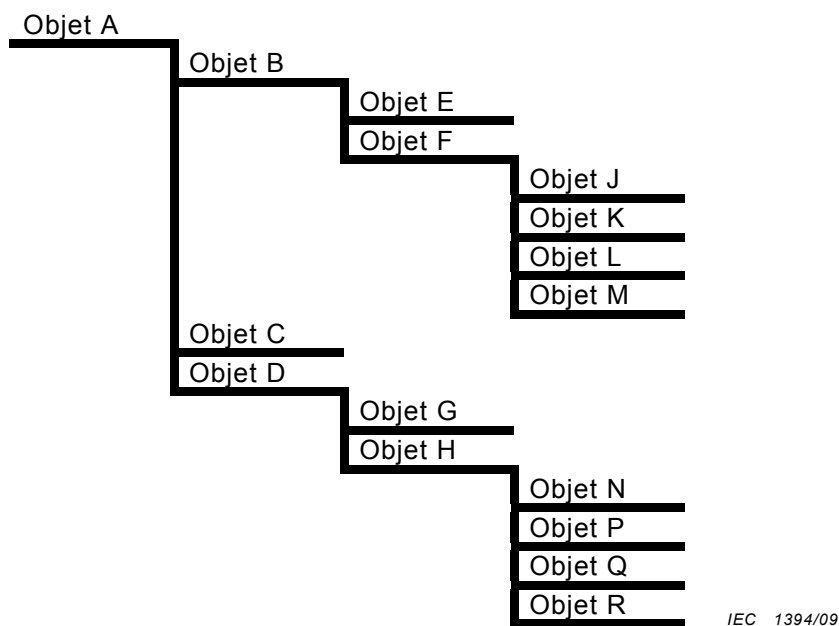 Objet A
Objet B
Objet E
Objet F
Objet J
Objet K
Objet L
Objet M
Objet C
Objet D
Objet G
Objet H
Objet N
Objet P
Objet Q
Objet R
IEC 1394/09